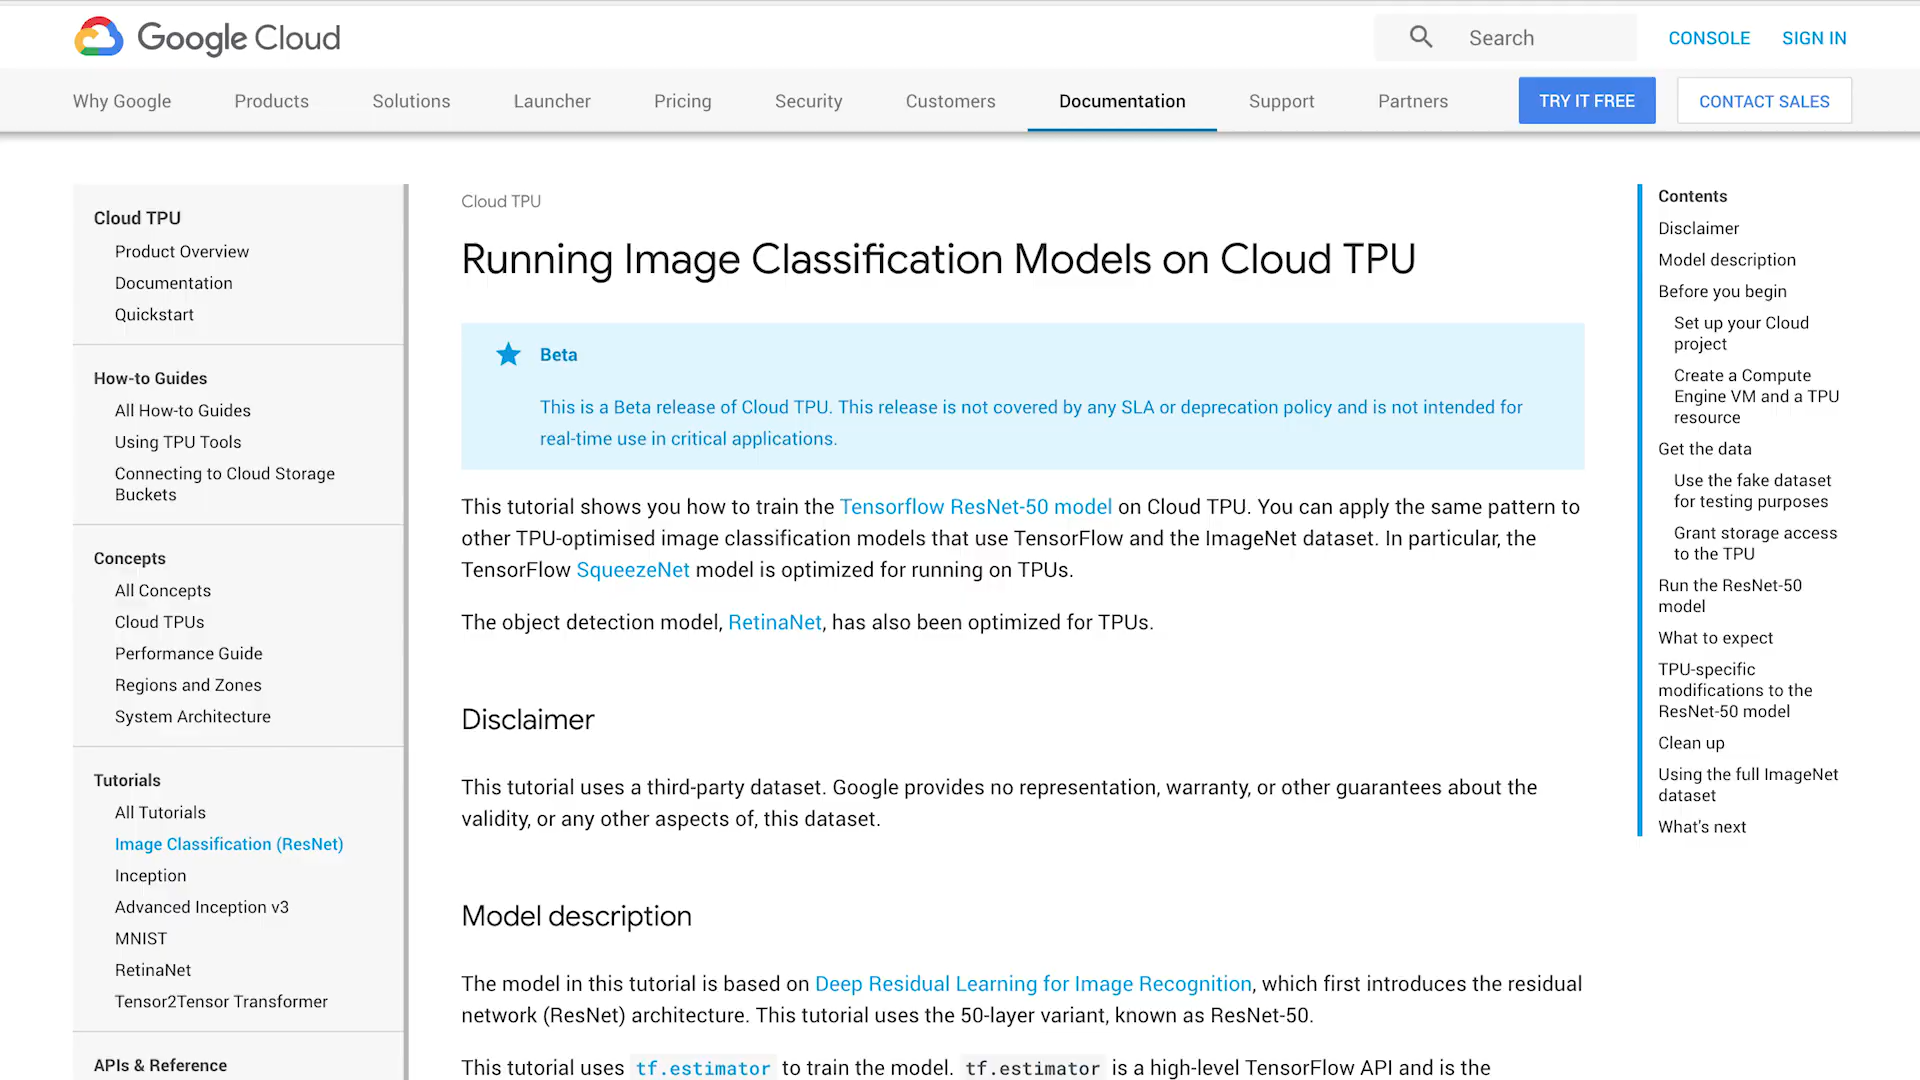 Google Cloud
Search
CONSOLE
SIGN IN
Why Google
Products
Solutions
Launcher
Pricing
Security
Customers
Documentation
Support
Partners
TRY IT FREE
CONTACT SALES
Cloud TPU
Product Overview
Documentation
Quickstart
How-to Guides
All How-to Guides
Using TPU Tools
Connecting to Cloud Storage
Buckets
Concepts
All Concepts
Cloud TPUs
Performance Guide
Regions and Zones
System Architecture
Tutorials
All Tutorials
Image Classification (ResNet)
Inception
Advanced Inception v3
MNIST
RetinaNet
Tensor2Tensor Transformer
APIs & Reference
Cloud TPU
Running Image Classification Models on Cloud TPU
Beta
This is a Beta release of Cloud TPU. This release is not covered by any SLA or deprecation policy and is not intended for
real-time use in critical applications.
This tutorial shows you how to train the Tensorflow ResNet-50 model on Cloud TPU. You can apply the same pattern to
other TPU-optimised image classification models that use TensorFlow and the ImageNet dataset. In particular, the
TensorFlow SqueezeNet model is optimized for running on TPUs.
The object detection model, RetinaNet, has also been optimized for TPUs.
Disclaimer
This tutorial uses a third-party dataset. Google provides no representation, warranty, or other guarantees about the
validity, or any other aspects of, this dataset.
Model description
The model in this tutorial is based on Deep Residual Learning for Image Recognition, which first introduces the residual
network (ResNet) architecture. This tutorial uses the 50-layer variant, known as ResNet-50.
This tutorial uses tf.estimator to train the model. tf.estimator is a high-level TensorFlow API and is the
Contents
Disclaimer
Model description
Before you begin
Set up your Cloud
project
Create a Compute
Engine VM and a TPU
resource
Get the data
Use the fake dataset
for testing purposes
Grant storage access
to the TPU
Run the ResNet-50
model
What to expect
TPU-specific
modifications to the
ResNet-50 model
Clean up
Using the full ImageNet
dataset
What's next